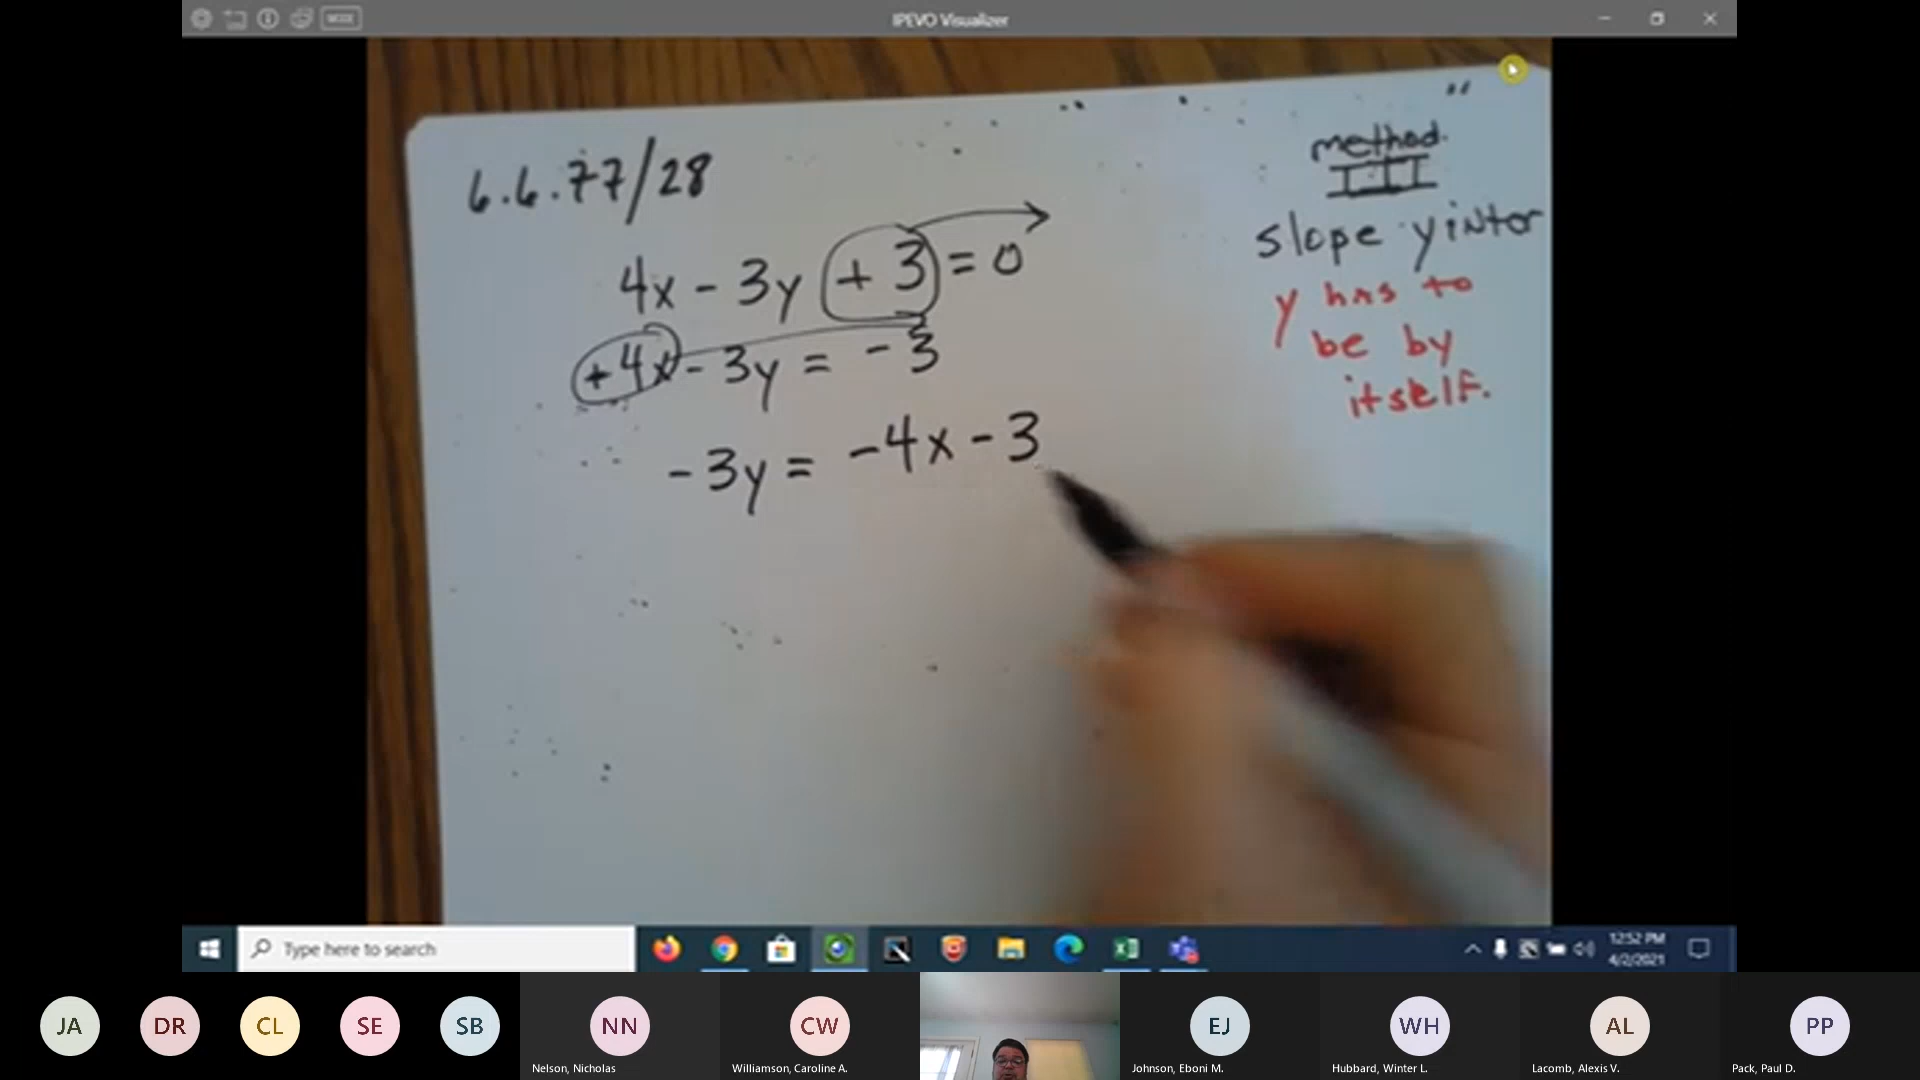 IPEVO Visualizer
6.6.77/28
4x - 3y + 3 = 0
+4x - 3y = - 3
-3y = -4x - 3
"
method
III
slope yinter
y has to
be by
itself.
Type here to search
12:52 PM
4/2/2021
JA
DR
CL
SE
SB
NN
CW
EJ
WH
AL
PP
Nelson, Nicholas
Williamson, Caroline A.
Johnson, Eboni M.
Hubbard, Winter L.
Lacomb, Alexis V.
Pack, Paul D.